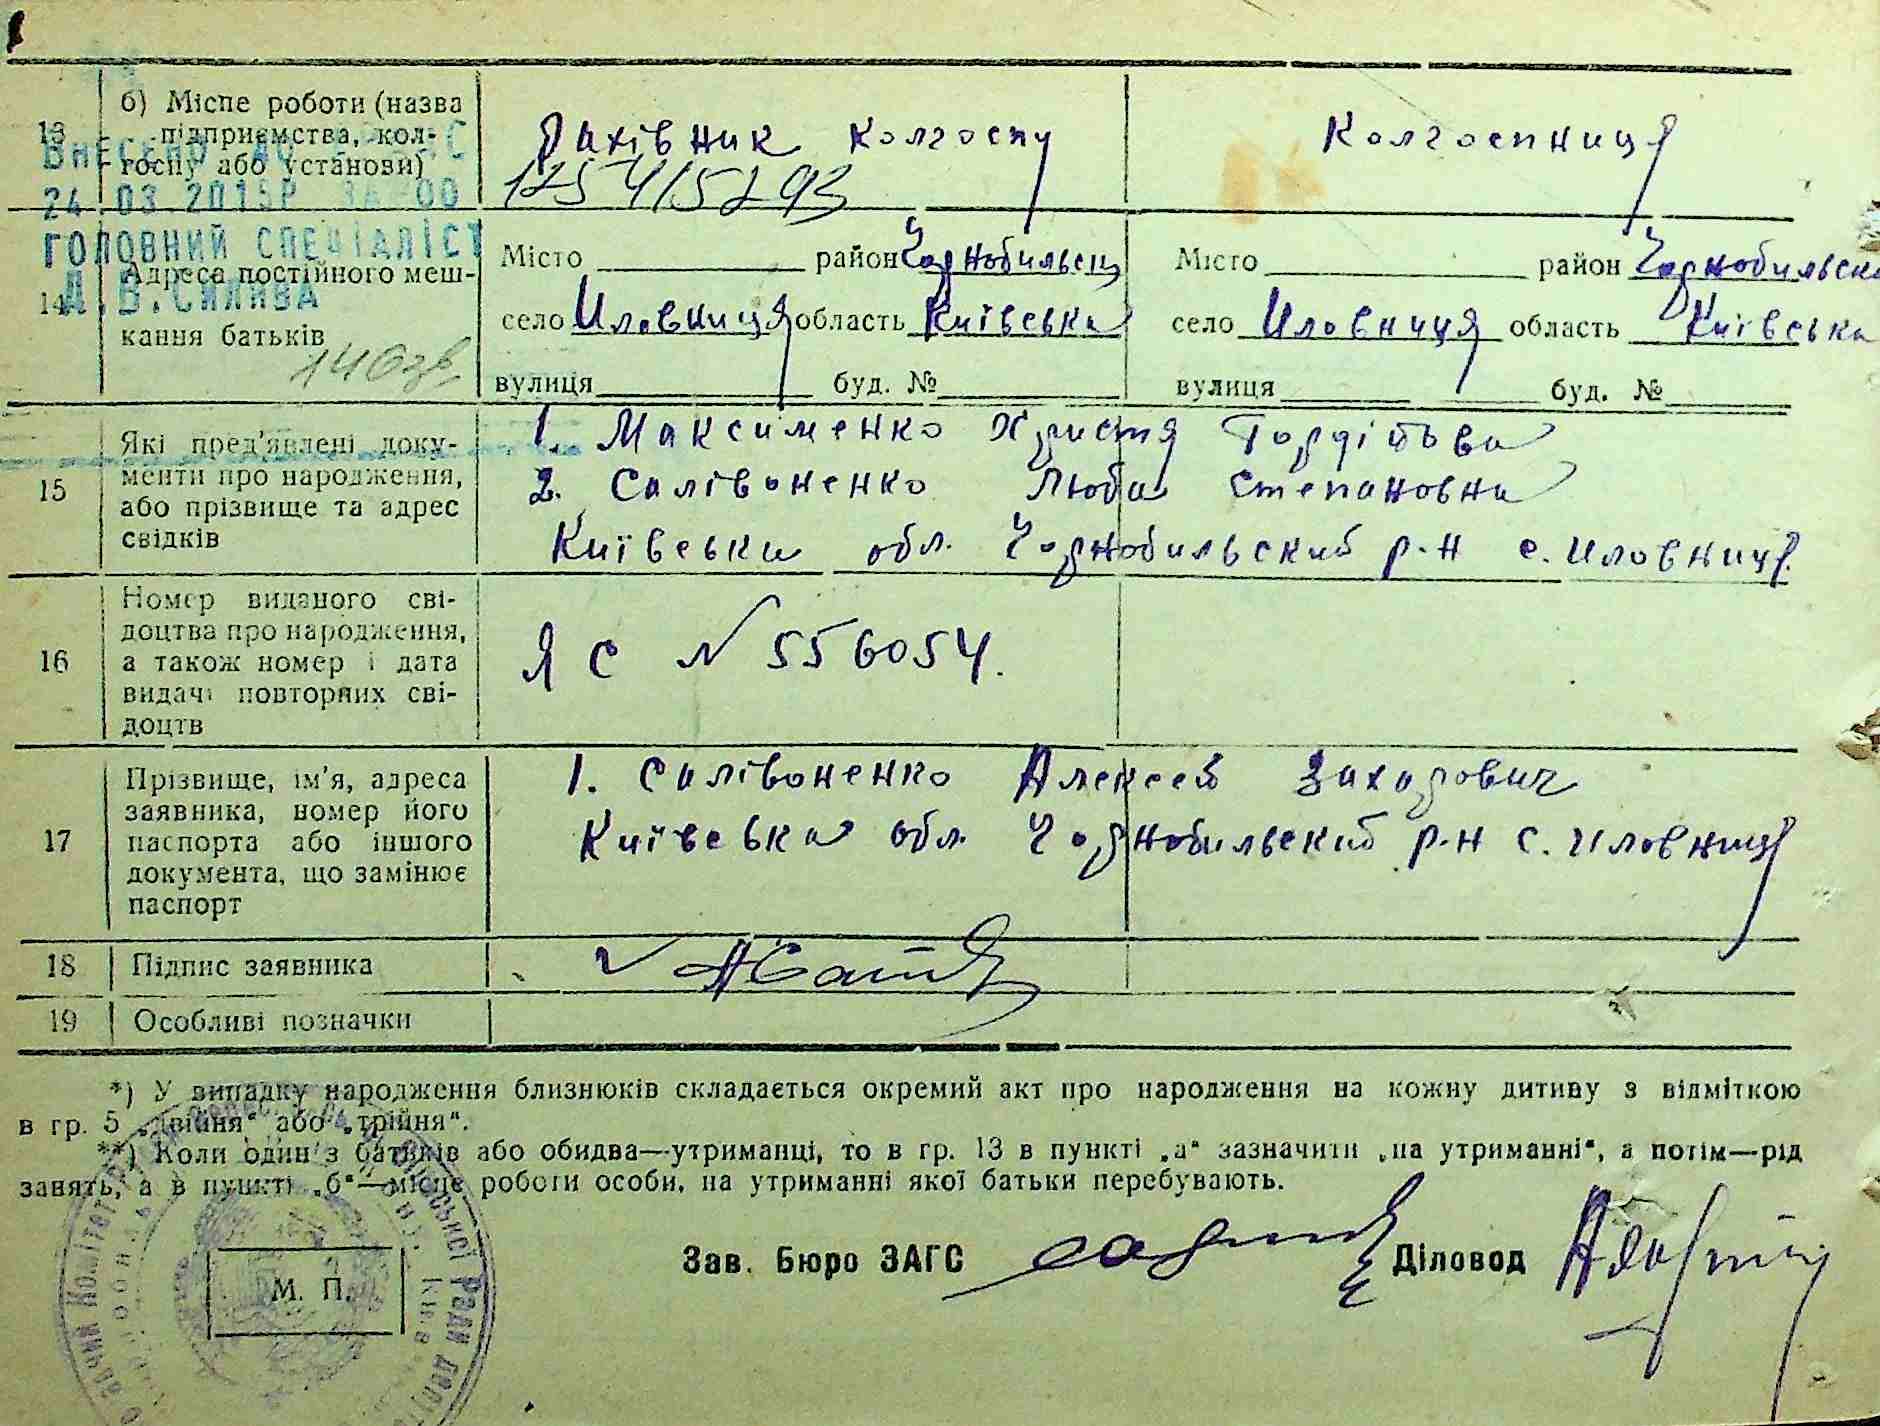 13 б) Місце роботи (назва підприємства, колгоспу або установи) Рахівник колгоспу Колгоспниця
12541/5293
Внесено до
24.03.2015р
головний спеціаліст
14 Адреса постійного мешкання батьків
Місто район Чорнобильськ Місто район Чорнобильськ
село Иловниця область Київська село Иловниця область Київська
вулиця буд. № вулиця буд. №
15 Які пред'явлені документи про народження, або прізвище та адрес свідків
1. Максименко Христя Гордіївна
2. Салівоненко Люба Степановна
Київська обл. Чорнобильский р-н с. Иловниця.
16 Номер виданого свідоцтва про народження, а також номер і дата видачі повторних свідоцтв
ЯС № 556054.
17 Прізвище, ім'я, адреса заявника, номер його паспорта або іншого документа, що замінює паспорт
1. Салівоненко Алексей Захарович
Київська обл. Чорнобильский р-н с. Иловниця
18 Підпис заявника
19 Особливі позначки
*) У випадку народження близнюків складається окремий акт про народження на кожну дитину з відміткою
в гр. 5 „двійня“ або „трійня“.
**) Коли один з батьків або обидва—утриманці, то в гр. 13 в пункті „а“ зазначити „на утриманні“, а потім—рід
занять, а в пункті „б“—місце роботи особи, на утриманні якої батьки перебувають.
Зав. Бюро ЗАГС Діловод
М. П.